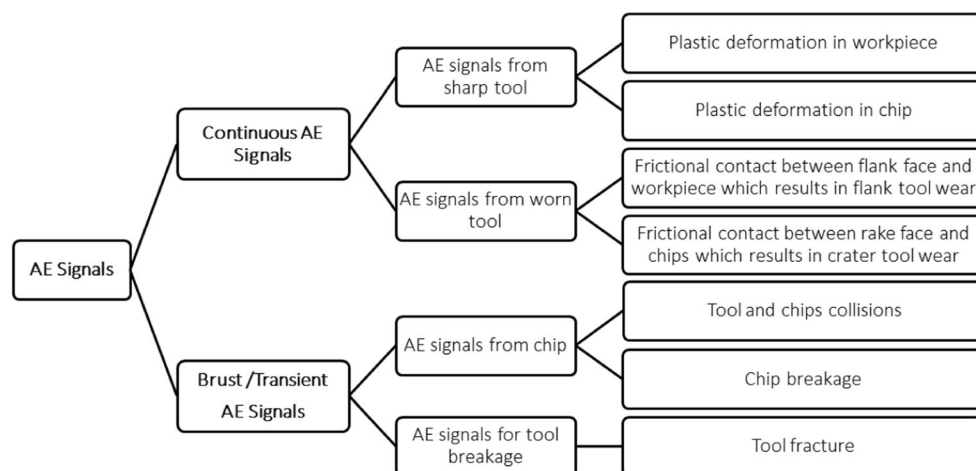 AE Signals
Continuous AE
Signals
Brust /Transient
AE Signals
AE signals from
sharp tool
AE signals from worn
tool
AE signals from chip
AE signals for tool
breakage
Plastic deformation in workpiece
Plastic deformation in chip
Frictional contact between flank face and
workpiece which results in flank tool wear
Frictional contact between rake face and
chips which results in crater tool wear
Tool and chips collisions
Chip breakage
Tool fracture